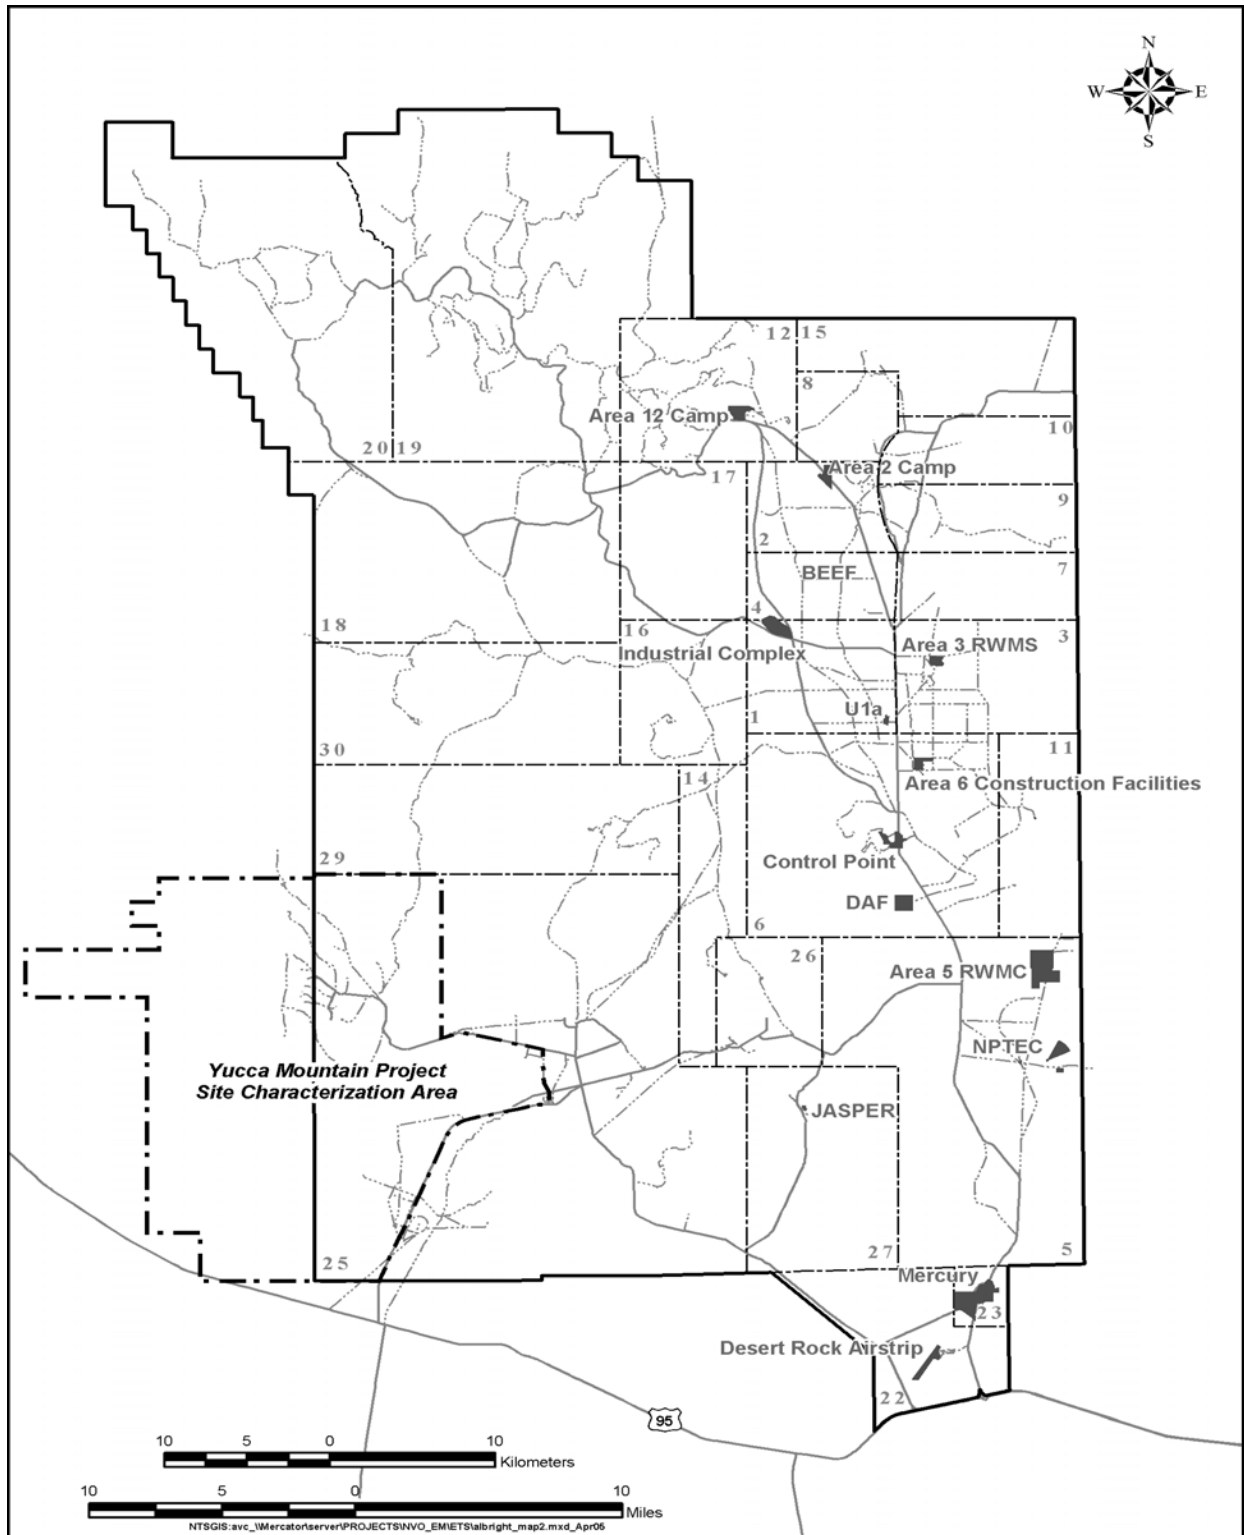 N
W E
S
12 15
8
Area 12 Camp
10
20 19
Area 2 Camp
17
9
2
BEEF
7
4
18
16
3
Industrial Complex
Area 3 RWMS
U1a
1
30
11
14
Area 6 Construction Facilities
29
Control Point
DAF
6
26
Area 5 RWMC
NPTEC
Yucca Mountain Project
Site Characterization Area
JASPER
25
27
5
Mercury
23
Desert Rock Airstrip
22
95
10 5 0 10
Kilometers
10 5 0 10
Miles
NTSGIS:avc_\\Mercator\server\PROJECTS\NVO_EM\ETS\albright_map2.mxd_Apr05